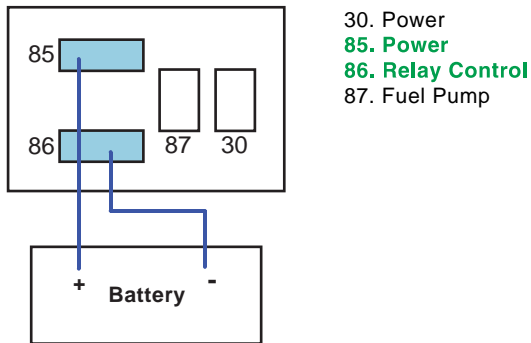 85
86
87 30
+ Battery -
30. Power
85. Power
86. Relay Control
87. Fuel Pump